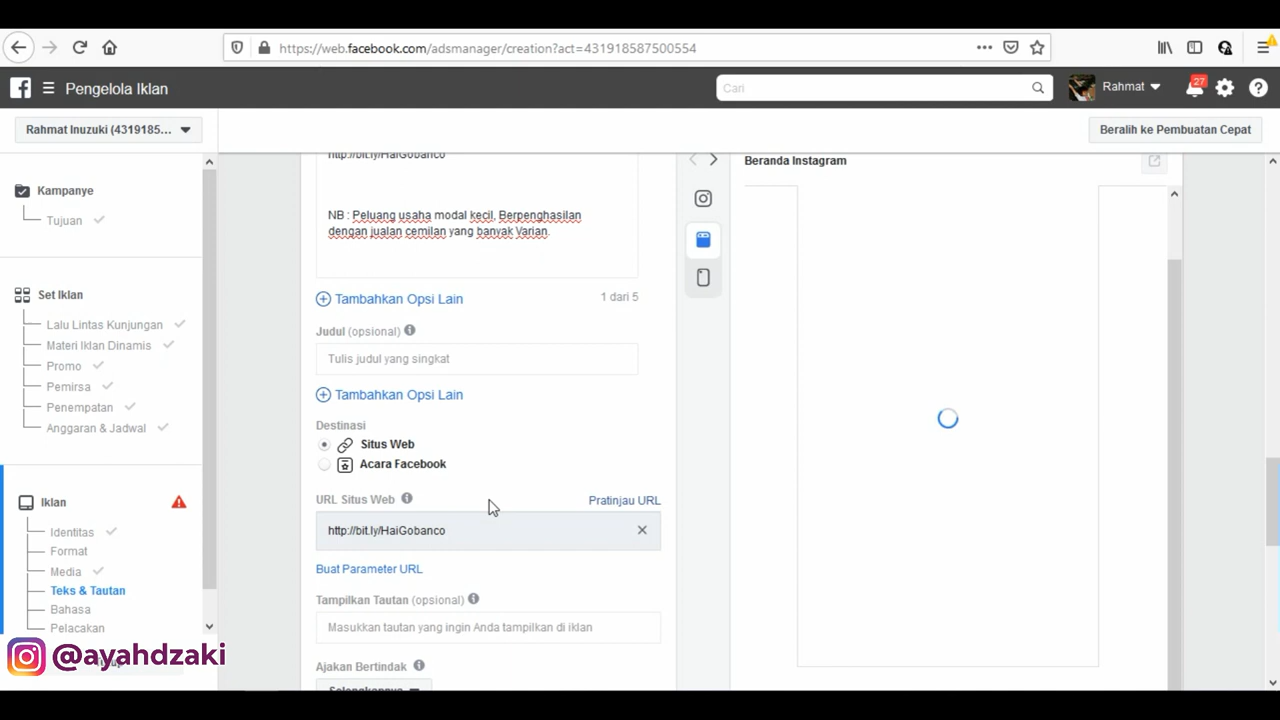 https://web.facebook.com/adsmanager/creation?act=431918587500554
Pengelola Iklan
Cari
Rahmat
27
Rahmat Inuzuki (4319185...
Beralih ke Pembuatan Cepat
Kampanye
Tujuan
Set Iklan
Lalu Lintas Kunjungan
Materi Iklan Dinamis
Promo
Pemirsa
Penempatan
Anggaran & Jadwal
Iklan
Identitas
Format
Media
Teks & Tautan
Bahasa
Pelacakan
@ayahdzaki
http://bit.ly/HaiGobanco
NB : Peluang usaha modal kecil, Berpenghasilan
dengan jualan cemilan yang banyak Varian.
Tambahkan Opsi Lain
1 dari 5
Judul (opsional)
Tulis judul yang singkat
Tambahkan Opsi Lain
Destinasi
Situs Web
Acara Facebook
URL Situs Web
Pratinjau URL
http://bit.ly/HaiGobanco
Buat Parameter URL
Tampilkan Tautan (opsional)
Masukkan tautan yang ingin Anda tampilkan di iklan
Ajakan Bertindak
Selengkapnya
Beranda Instagram